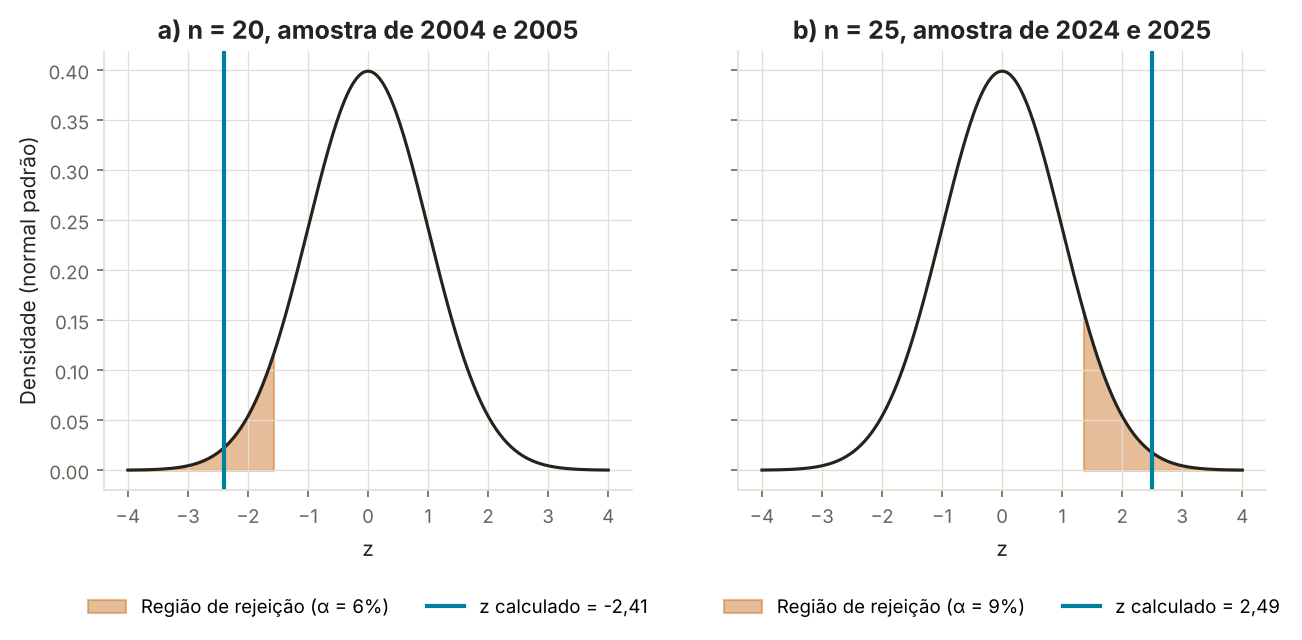 a) n = 20, amostra de 2004 e 2005
Densidade (normal padrão)
0.40
0.35
0.30
0.25
0.20
0.15
0.10
0.05
0.00
−4 −3 −2 −1 0 1 2 3 4
z
Região de rejeição (α = 6%) z calculado = -2,41
b) n = 25, amostra de 2024 e 2025
−4 −3 −2 −1 0 1 2 3 4
z
Região de rejeição (α = 9%) z calculado = 2,49